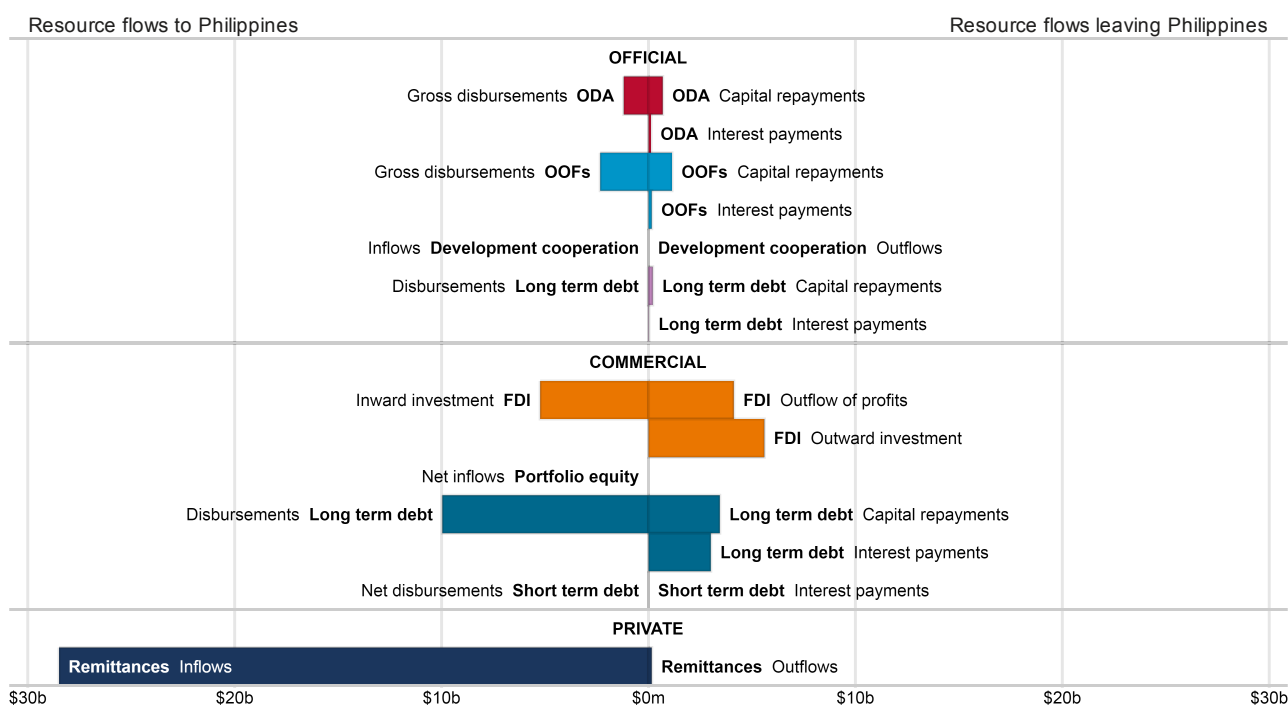 Resource flows to Philippines Resource flows leaving Philippines
OFFICIAL
Gross disbursements ODA ODA Capital repayments
ODA Interest payments
Gross disbursements OOFs OOFs Capital repayments
OOFs Interest payments
Inflows Development cooperation Development cooperation Outflows
Disbursements Long term debt Long term debt Capital repayments
Long term debt Interest payments
COMMERCIAL
Inward investment FDI FDI Outflow of profits
FDI Outward investment
Net inflows Portfolio equity
Disbursements Long term debt Long term debt Capital repayments
Long term debt Interest payments
Net disbursements Short term debt Short term debt Interest payments
PRIVATE
Remittances Inflows Remittances Outflows
$30b $20b $10b $0m $10b $20b $30b